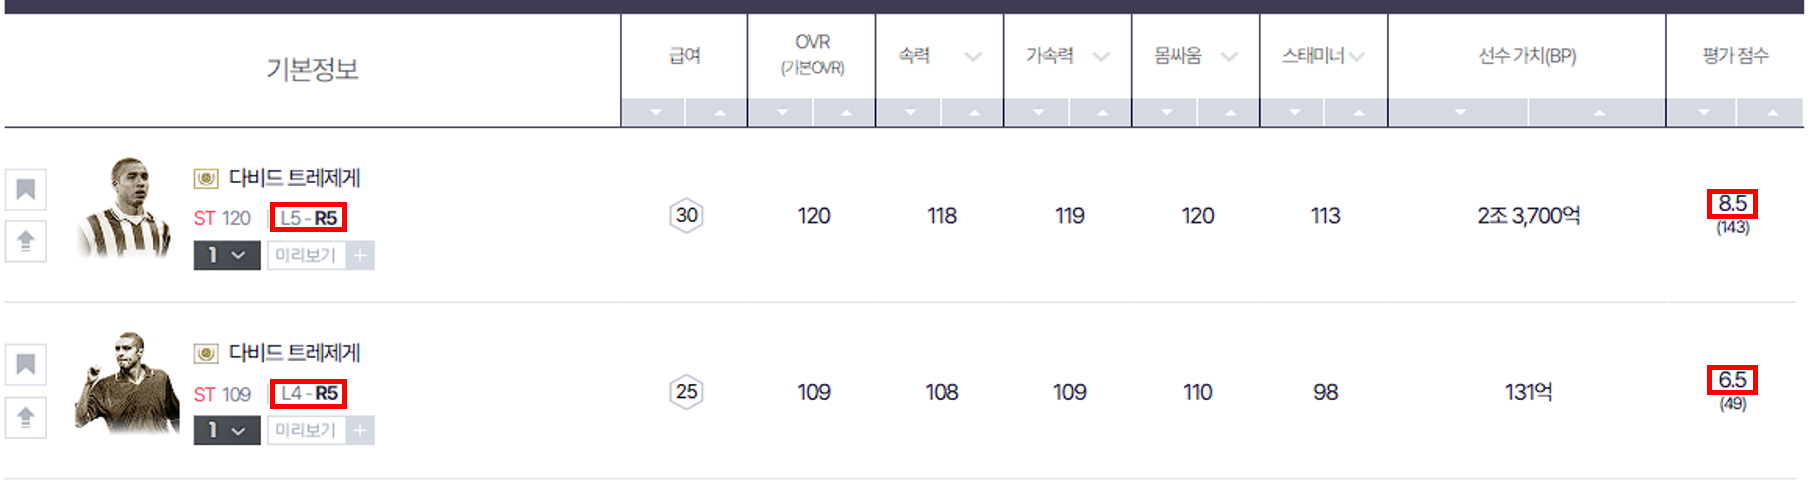 기본정보
급여
OVR
(기본OVR)
속력
가속력
몸싸움
스태미너
선수 가치(BP)
평가 점수
다비드 트레제게
ST 120 L5 - R5
1 미리보기 +
30
120
118
119
120
113
2조 3,700억
8.5
(143)
다비드 트레제게
ST 109 L4 - R5
1 미리보기 +
25
109
108
109
110
98
131억
6.5
(49)